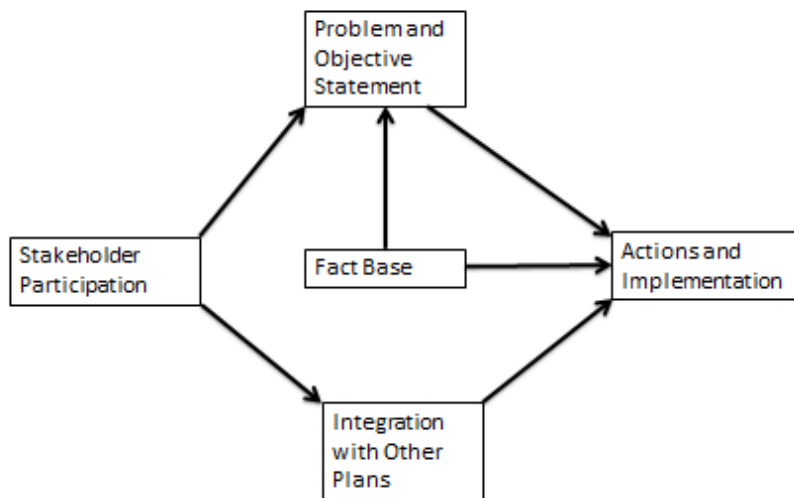 Problem and
Objective
Statement
Stakeholder
Participation
Fact Base
Actions and
Implementation
Integration
with Other
Plans